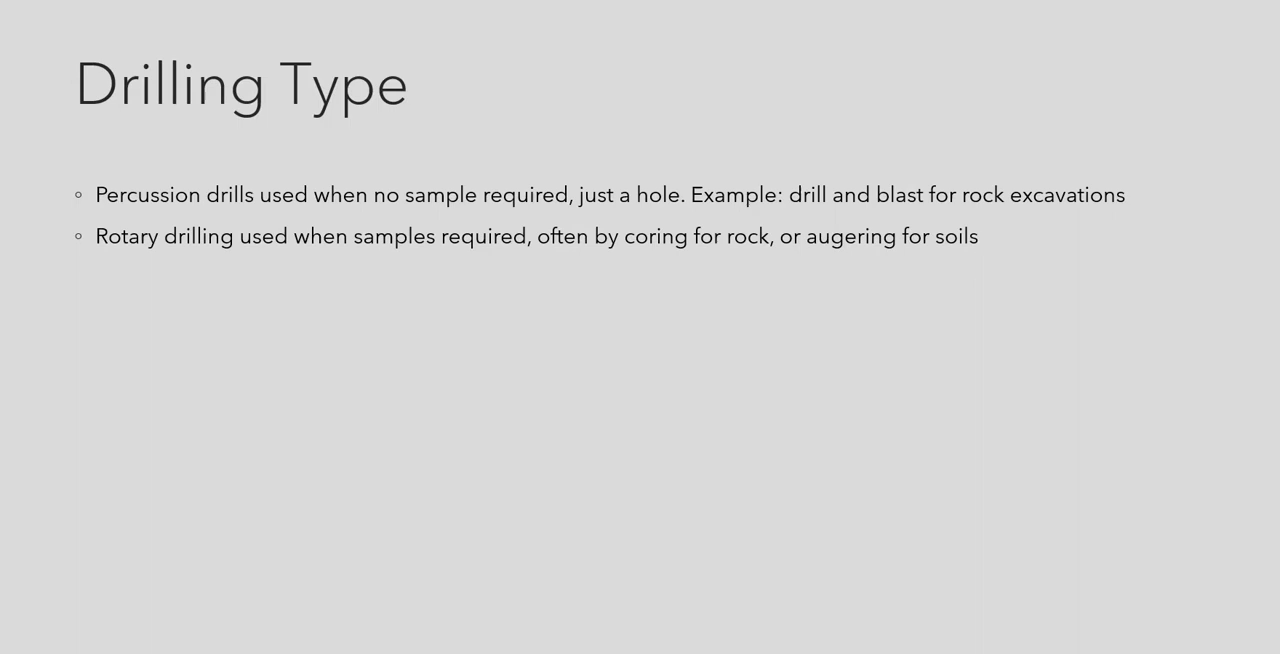 Drilling Type
◦ Percussion drills used when no sample required, just a hole. Example: drill and blast for rock excavations
◦ Rotary drilling used when samples required, often by coring for rock, or augering for soils